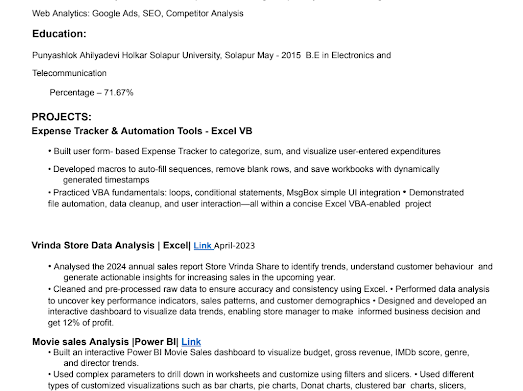 Web Analytics: Google Ads, SEO, Competitor Analysis
Education:
Punyashlok Ahilyadevi Holkar Solapur University, Solapur May - 2015 B.E in Electronics and
Telecommunication
Percentage – 71.67%
PROJECTS:
Expense Tracker & Automation Tools - Excel VB
• Built user form- based Expense Tracker to categorize, sum, and visualize user-entered expenditures
• Developed macros to auto-fill sequences, remove blank rows, and save workbooks with dynamically
generated timestamps
• Practiced VBA fundamentals: loops, conditional statements, MsgBox simple UI integration • Demonstrated
file automation, data cleanup, and user interaction—all within a concise Excel VBA-enabled project
Vrinda Store Data Analysis | Excel| Link April-2023
• Analysed the 2024 annual sales report Store Vrinda Share to identify trends, understand customer behaviour and
generate actionable insights for increasing sales in the upcoming year.
• Cleaned and pre-processed raw data to ensure accuracy and consistency using Excel. • Performed data analysis
to uncover key performance indicators, sales patterns, and customer demographics • Designed and developed an
interactive dashboard to visualize data trends, enabling store manager to make informed business decision and
get 12% of profit.
Movie sales Analysis |Power BI| Link
• Built an interactive Power BI Movie Sales dashboard to visualize budget, gross revenue, IMDb score, genre,
and director trends.
• Used complex parameters to drill down in worksheets and customize using filters and slicers. • Used different
types of customized visualizations such as bar charts, pie charts, Donat charts, clustered bar charts, slicers,